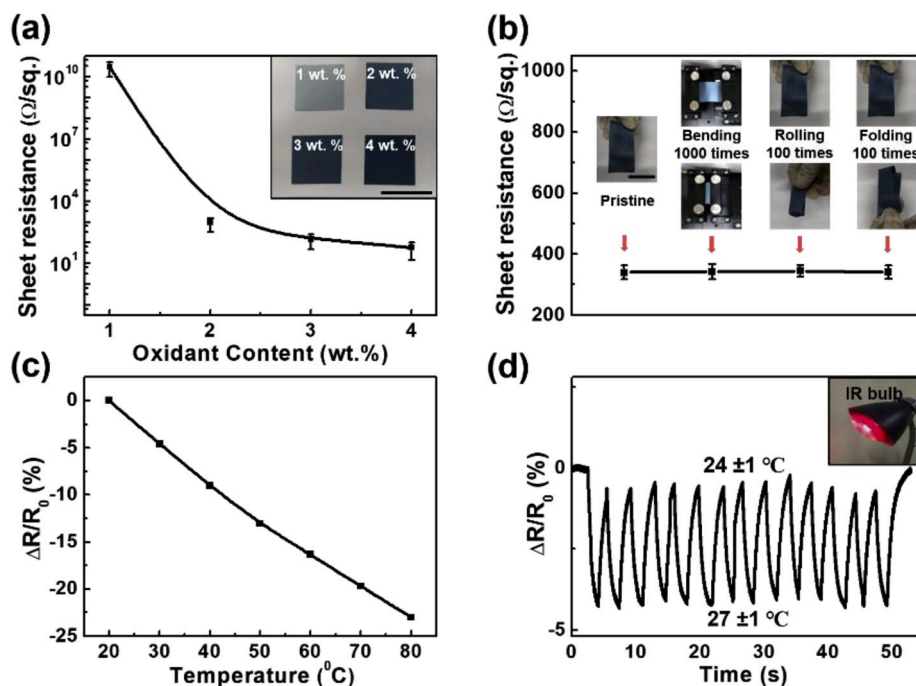 (a)
Sheet resistance (Ω/sq.)
10^10
10^7
10^4
10^1
1 wt. % 2 wt. %
3 wt. % 4 wt. %
1 2 3 4
Oxidant Content (wt.%)
(b)
Sheet resistance (Ω/sq.)
1000
800
600
400
200
Pristine
Bending
1000 times
Rolling
100 times
Folding
100 times
(c)
ΔR/R₀ (%)
0
-5
-10
-15
-20
-25
20 30 40 50 60 70 80
Temperature (⁰C)
(d)
ΔR/R₀ (%)
0
-5
IR bulb
24 ±1 °C
27 ±1 °C
0 10 20 30 40 50
Time (s)